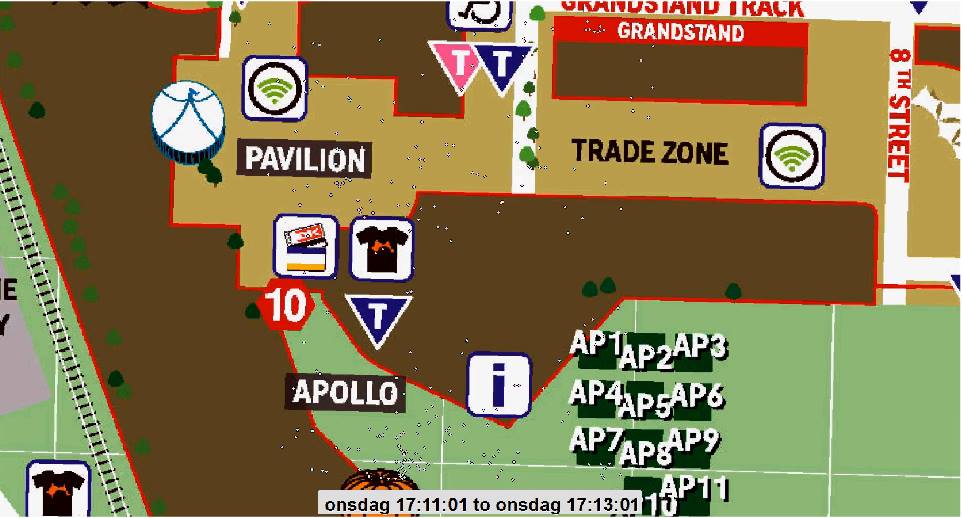 GRANDSTAND TRACK
GRANDSTAND
T
T
8TH STREET
PAVILION
TRADE ZONE
10
T
i
APOLLO
AP1
AP2
AP3
AP4
AP5
AP6
AP7
AP8
AP9
AP11
onsdag 17:11:01 to onsdag 17:13:01